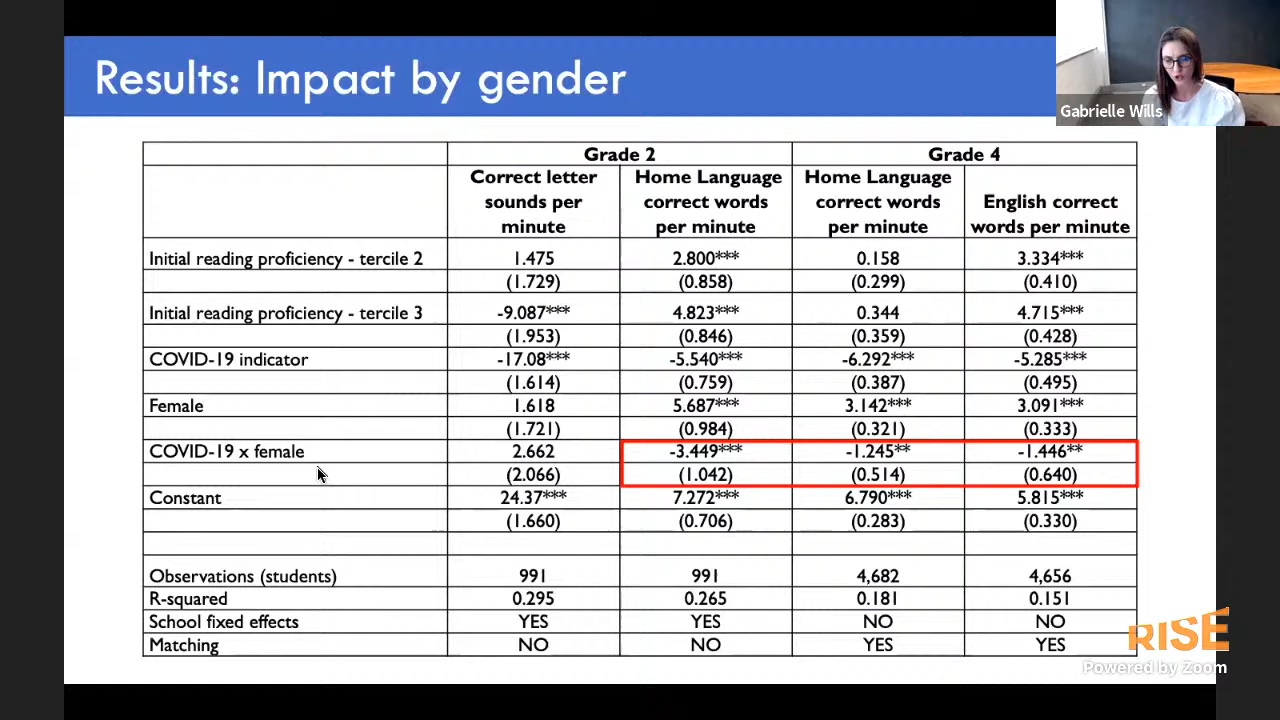 Results: Impact by gender
Gabrielle Wills
Grade 2 Grade 4
Correct letter sounds per minute Home Language correct words per minute Home Language correct words per minute English correct words per minute
Initial reading proficiency - tercile 2 1.475 2.800*** 0.158 3.334***
(1.729) (0.858) (0.299) (0.410)
Initial reading proficiency - tercile 3 -9.087*** 4.823*** 0.344 4.715***
(1.953) (0.846) (0.359) (0.428)
COVID-19 indicator -17.08*** -5.540*** -6.292*** -5.285***
(1.614) (0.759) (0.387) (0.495)
Female 1.618 5.687*** 3.142*** 3.091***
(1.721) (0.984) (0.321) (0.333)
COVID-19 x female 2.662 -3.449*** -1.245** -1.446**
(2.066) (1.042) (0.514) (0.640)
Constant 24.37*** 7.272*** 6.790*** 5.815***
(1.660) (0.706) (0.283) (0.330)
Observations (students) 991 991 4,682 4,656
R-squared 0.295 0.265 0.181 0.151
School fixed effects YES YES NO NO
Matching NO NO YES YES
RISE
Powered by Zoom